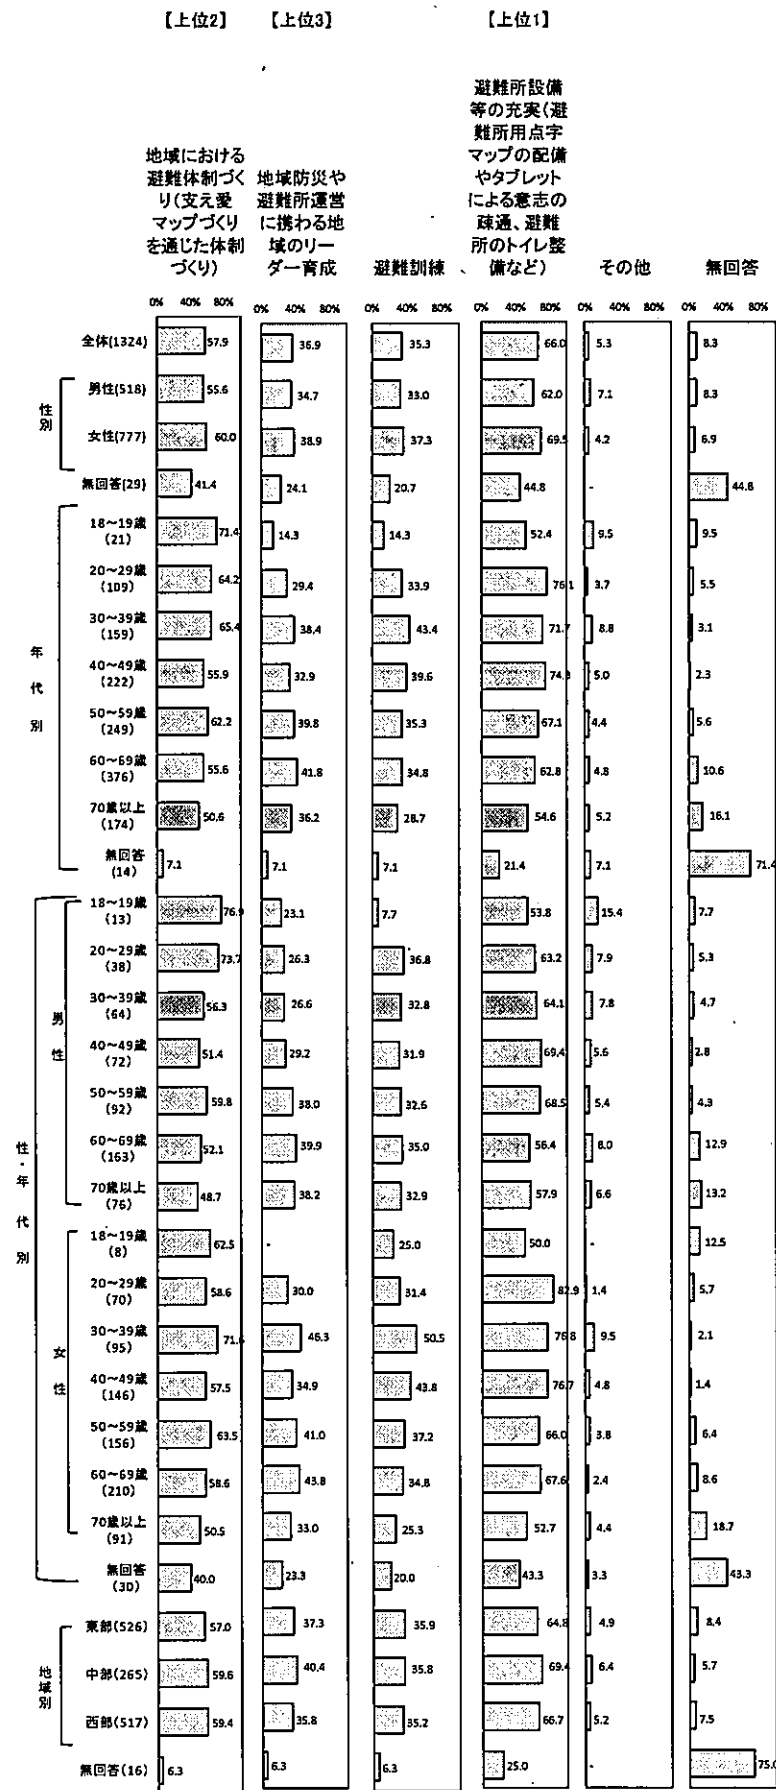 【上位2】 【上位3】 【上位1】
地域における
避難体制づく
り(支え愛
マップづくり
を通じた体制
づくり)
地域防災や
避難所運営
に携わる地
域のリー
ダー育成
避難訓練
避難所設備
等の充実(避
難所用点字
マップの配備
やタブレット
による意志の
疎通、避難
所のトイレ整
備など)
その他
無回答
0% 40% 80% 0% 40% 80% 0% 40% 80% 0% 40% 80% 0% 40% 80% 0% 40% 80%
全体(1324) 57.9 36.9 35.3 66.0 5.3 8.3
性別
男性(518) 55.6 34.7 33.0 62.0 7.1 8.3
女性(777) 60.0 38.9 37.3 69.5 4.2 6.9
無回答(29) 41.4 24.1 20.7 44.8 - 44.8
年代別
18〜19歳
(21) 71.4 14.3 14.3 52.4 9.5 9.5
20〜29歳
(109) 64.2 29.4 33.9 76.1 3.7 5.5
30〜39歳
(159) 65.4 38.4 43.4 71.7 8.8 3.1
40〜49歳
(222) 55.9 32.9 39.6 5.0 2.3
50〜59歳
(249) 62.2 39.8 35.3 67.1 4.4 5.6
60〜69歳
(376) 55.6 41.8 34.8 62.8 4.8 10.6
70歳以上
(174) 50.6 36.2 28.7 54.6 5.2 16.1
無回答
(14) 7.1 7.1 7.1 21.4 7.1 71.4
性・年代別
男性
18〜19歳
(13) 76.9 23.1 7.7 53.8 15.4 7.7
20〜29歳
(38) 73.7 26.3 36.8 63.2 7.9 5.3
30〜39歳
(64) 56.3 26.6 32.8 64.1 7.8 4.7
40〜49歳
(72) 51.4 29.2 31.9 69.4 5.6 2.8
50〜59歳
(92) 59.8 38.0 32.6 68.5 5.4 4.3
60〜69歳
(163) 52.1 39.9 35.0 56.4 8.0 12.9
70歳以上
(76) 48.7 38.2 32.9 57.9 6.6 13.2
女性
18〜19歳
(8) 62.5 - 25.0 50.0 - 12.5
20〜29歳
(70) 58.6 30.0 31.4 82.9 1.4 5.7
30〜39歳
(95) 71.6 46.3 50.5 76.8 9.5 2.1
40〜49歳
(146) 57.5 34.9 43.8 76.7 4.8 1.4
50〜59歳
(156) 63.5 41.0 37.2 66.0 3.8 6.4
60〜69歳
(210) 58.6 43.8 34.8 67.6 2.4 8.6
70歳以上
(91) 50.5 33.0 25.3 52.7 4.4 18.7
無回答
(30) 40.0 23.3 20.0 43.3 3.3 43.3
地域別
東部(526) 57.0 37.3 35.9 64.8 4.9 8.4
中部(265) 59.6 40.4 35.8 69.4 6.4 5.7
西部(517) 59.4 35.8 35.2 66.7 5.2 7.5
無回答(16) 6.3 6.3 6.3 25.0 - 75.0